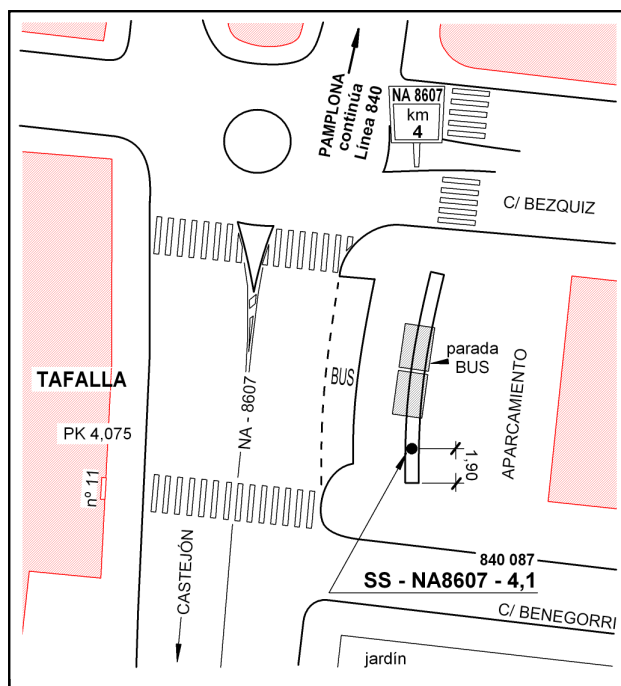 PAMPLONA
continúa
Línea 840
NA 8607
km
4
C/ BEZQUIZ
BUS
parada
BUS
TAFALLA
NA - 8607
APARCAMIENTO
PK 4,075
1,90
nº 11
CASTEJÓN
840 087
SS - NA8607 - 4,1
C/ BENEGORRI
jardín